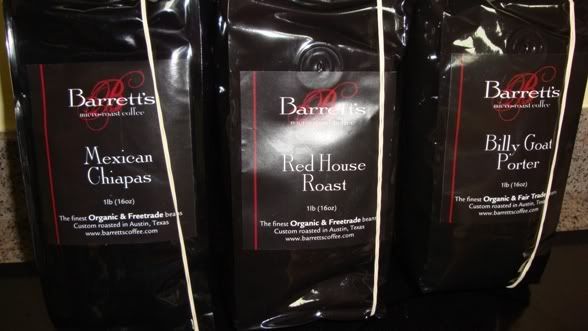 Barrett's
micro-roast coffee
Mexican
Chiapas
1lb (16oz)
The finest Organic & Freetrade beans
Custom roasted in Austin, Texas
www.barrettscoffee.com
Barrett's
micro-roast coffee
Red House
Roast
1lb (16oz)
The finest Organic & Freetrade beans
Custom roasted in Austin, Texas
www.barrettscoffee.com
Barrett's
micro-roast coffee
Billy Goat
Porter
1lb (16oz)
The finest Organic & Fair Trade
Custom roasted in Austin, Texas
www.barrettscoffee.com